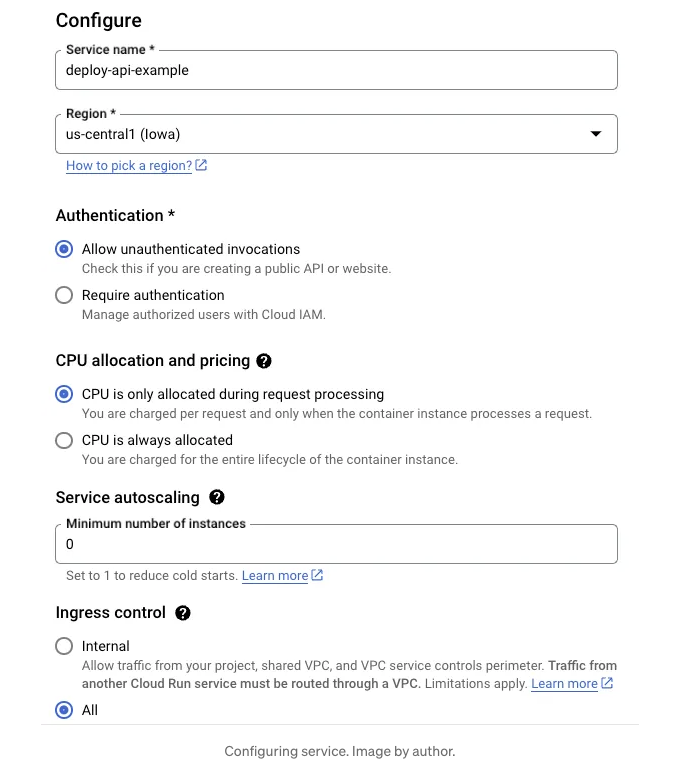 Configure
Service name *
deploy-api-example
Region *
us-central1 (Iowa)
How to pick a region?
Authentication *
Allow unauthenticated invocations
Check this if you are creating a public API or website.
Require authentication
Manage authorized users with Cloud IAM.
CPU allocation and pricing
CPU is only allocated during request processing
You are charged per request and only when the container instance processes a request.
CPU is always allocated
You are charged for the entire lifecycle of the container instance.
Service autoscaling
Minimum number of instances
0
Set to 1 to reduce cold starts. Learn more
Ingress control
Internal
Allow traffic from your project, shared VPC, and VPC service controls perimeter. Traffic from
another Cloud Run service must be routed through a VPC. Limitations apply. Learn more
All
Configuring service. Image by author.